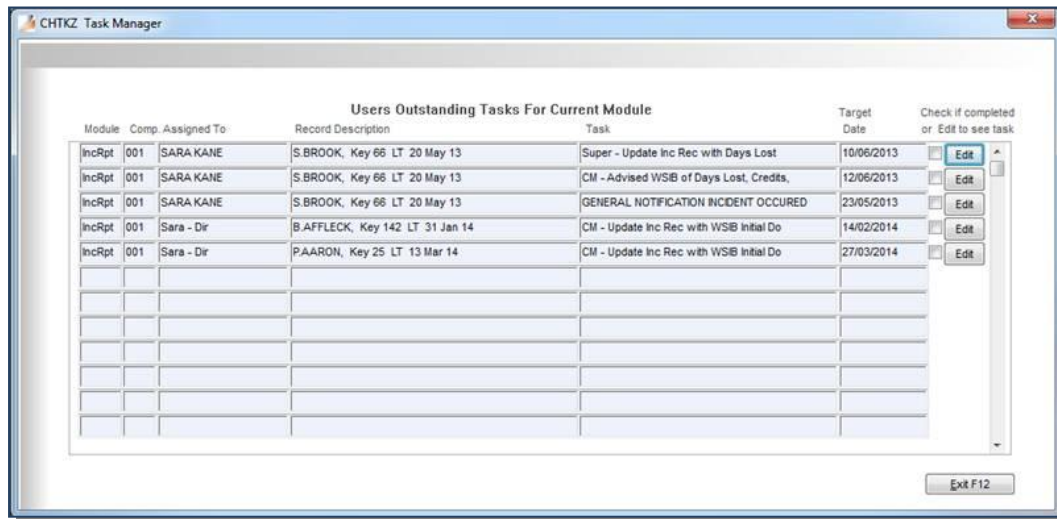 CHTKZ Task Manager
Users Outstanding Tasks For Current Module
Target Check if completed
Module Comp. Assigned To Record Description Task Date or Edit to see task
IncRpt 001 SARA KANE S.BROOK, Key 66 LT 20 May 13 Super - Update Inc Rec with Days Lost 10/06/2013 Edit
IncRpt 001 SARA KANE S.BROOK, Key 66 LT 20 May 13 CM - Advised WSIB of Days Lost, Credits, 12/06/2013 Edit
IncRpt 001 SARA KANE S.BROOK, Key 66 LT 20 May 13 GENERAL NOTIFICATION INCIDENT OCCURED 23/05/2013 Edit
IncRpt 001 Sara - Dir B.AFFLECK, Key 142 LT 31 Jan 14 CM - Update Inc Rec with WSIB Initial Do 14/02/2014 Edit
IncRpt 001 Sara - Dir P.AARON, Key 25 LT 13 Mar 14 CM - Update Inc Rec with WSIB Initial Do 27/03/2014 Edit
Exit F12